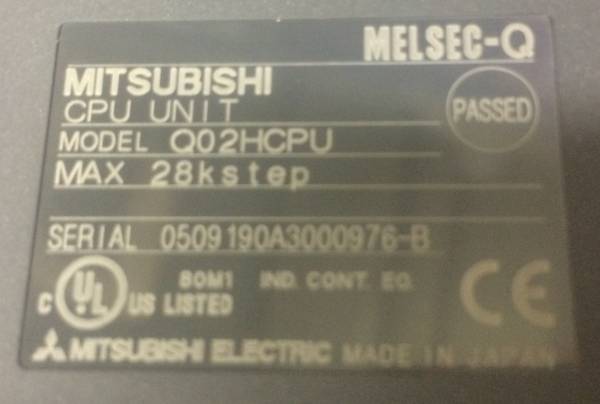 MELSEC-Q
MITSUBISHI
CPU UNIT
PASSED
MODEL Q02HCPU
MAX 28kstep
SERIAL 0509190A3000976-B
C UL US LISTED
80M1 IND. CONT. EQ.
CE
MITSUBISHI ELECTRIC MADE IN JAPAN